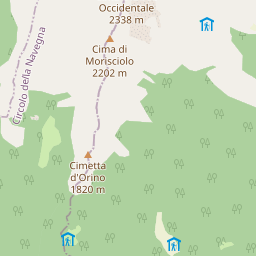 Occidentale
2338 m
Cima di
Morisciolo
2202 m
Circolo della Navegna
Cimetta
d'Orino
1820 m